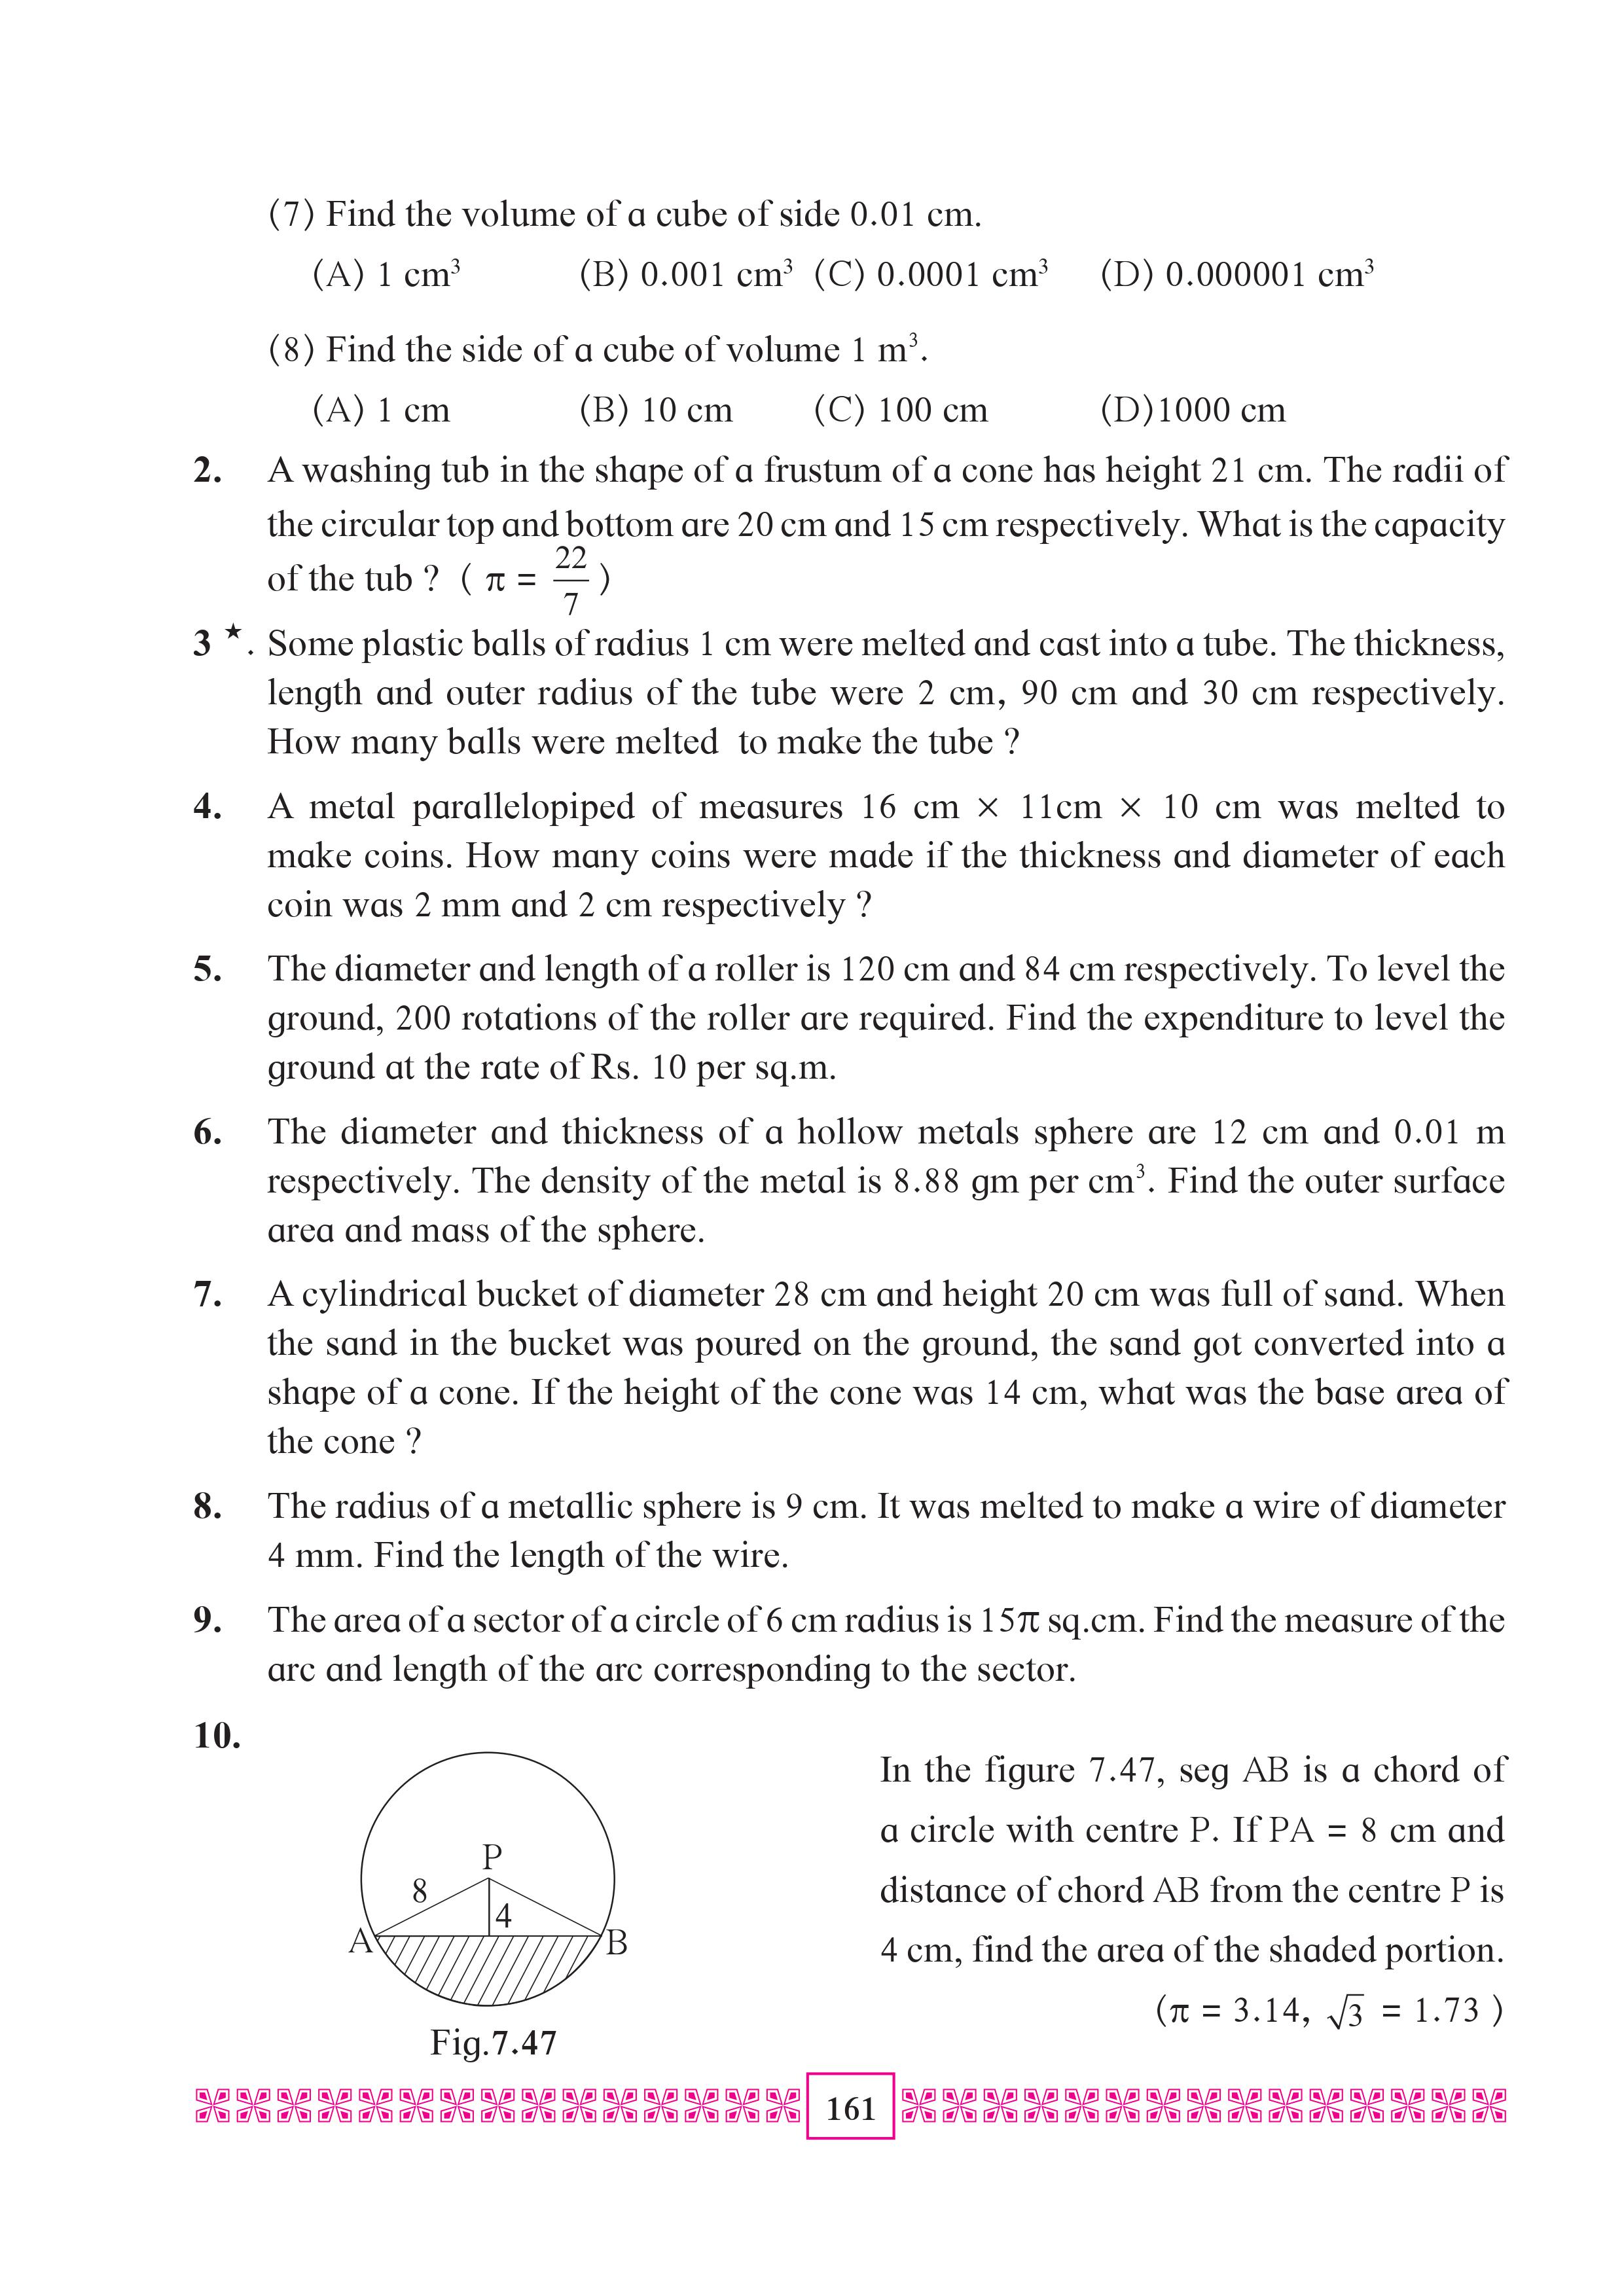 (7) Find the volume of a cube of side 0.01 cm.
(A) 1 cm³ (B) 0.001 cm³ (C) 0.0001 cm³ (D) 0.000001 cm³
(8) Find the side of a cube of volume 1 m³.
(A) 1 cm (B) 10 cm (C) 100 cm (D)1000 cm
2. A washing tub in the shape of a frustum of a cone has height 21 cm. The radii of
the circular top and bottom are 20 cm and 15 cm respectively. What is the capacity
of the tub ? ( π = 22/7 )
3 ★. Some plastic balls of radius 1 cm were melted and cast into a tube. The thickness,
length and outer radius of the tube were 2 cm, 90 cm and 30 cm respectively.
How many balls were melted to make the tube ?
4. A metal parallelopiped of measures 16 cm × 11cm × 10 cm was melted to
make coins. How many coins were made if the thickness and diameter of each
coin was 2 mm and 2 cm respectively ?
5. The diameter and length of a roller is 120 cm and 84 cm respectively. To level the
ground, 200 rotations of the roller are required. Find the expenditure to level the
ground at the rate of Rs. 10 per sq.m.
6. The diameter and thickness of a hollow metals sphere are 12 cm and 0.01 m
respectively. The density of the metal is 8.88 gm per cm³. Find the outer surface
area and mass of the sphere.
7. A cylindrical bucket of diameter 28 cm and height 20 cm was full of sand. When
the sand in the bucket was poured on the ground, the sand got converted into a
shape of a cone. If the height of the cone was 14 cm, what was the base area of
the cone ?
8. The radius of a metallic sphere is 9 cm. It was melted to make a wire of diameter
4 mm. Find the length of the wire.
9. The area of a sector of a circle of 6 cm radius is 15π sq.cm. Find the measure of the
arc and length of the arc corresponding to the sector.
10.
P
8
4
A
B
Fig.7.47
In the figure 7.47, seg AB is a chord of
a circle with centre P. If PA = 8 cm and
distance of chord AB from the centre P is
4 cm, find the area of the shaded portion.
(π = 3.14, √3 = 1.73 )
161